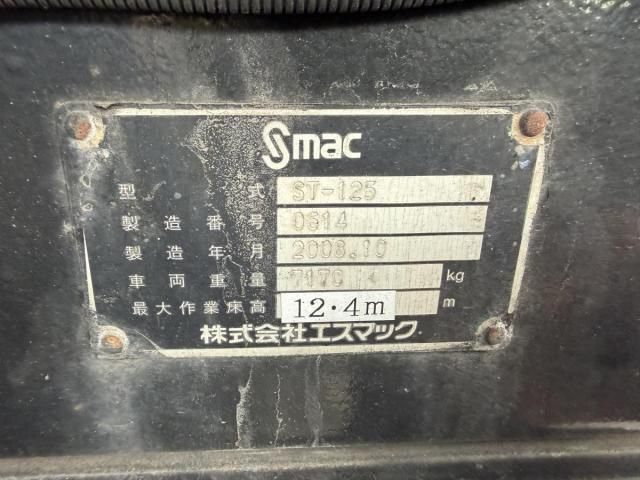 Smac
型式 ST-125
製造番号 0614
製造年月 2008.10
車両重量 7170 kg
最大作業床高 12・4m m
株式会社エスマック